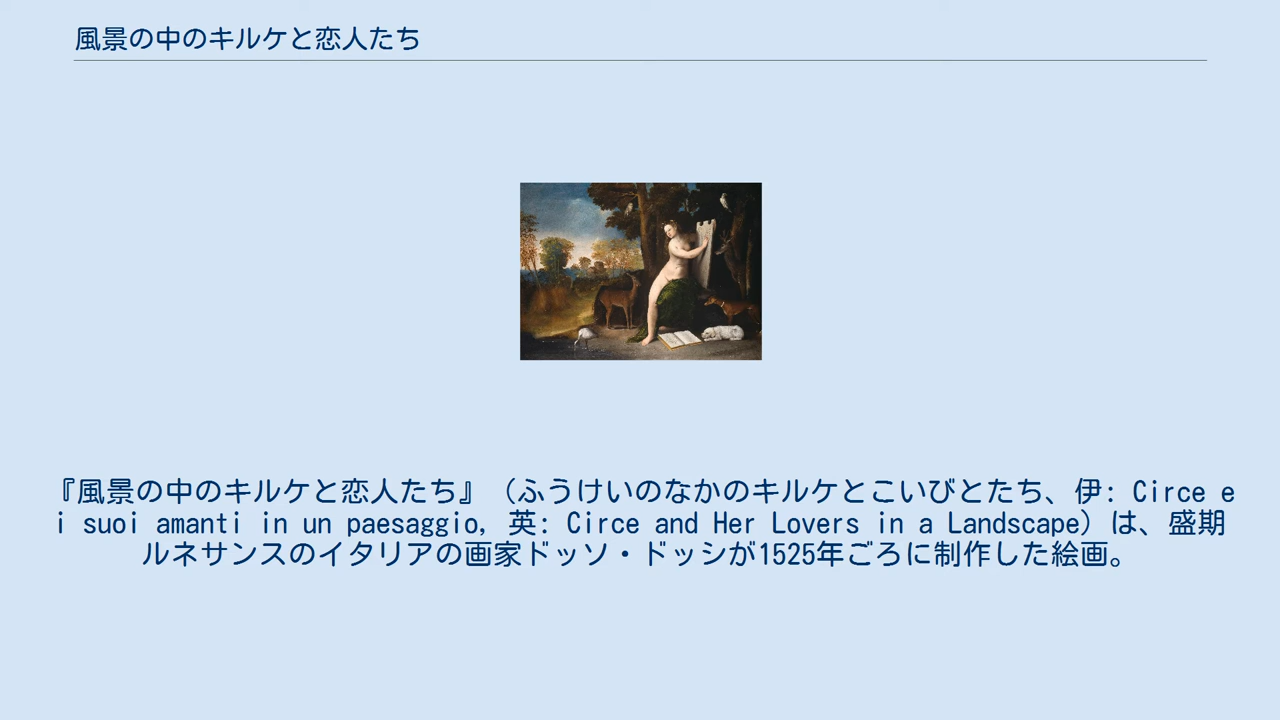 風景の中のキルケと恋人たち
『風景の中のキルケと恋人たち』（ふうけいのなかのキルケとこいびとたち、伊: Circe e
i suoi amanti in un paesaggio, 英: Circe and Her Lovers in a Landscape）は、盛期
ルネサンスのイタリアの画家ドッソ・ドッシが1525年ごろに制作した絵画。